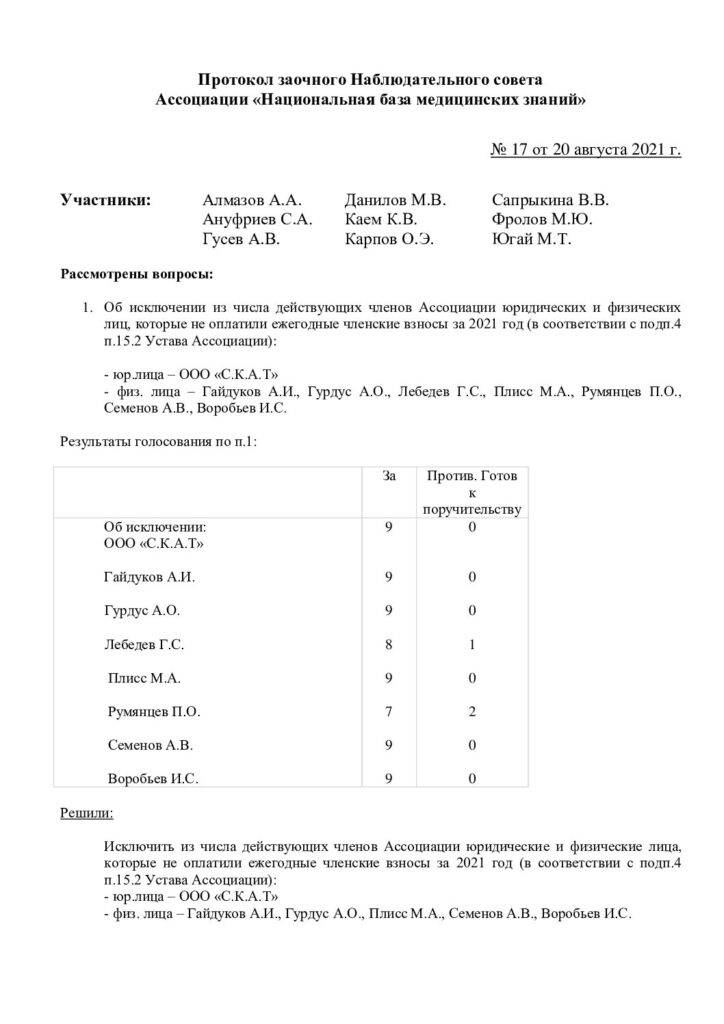 Протокол заочного Наблюдательного совета
Ассоциации «Национальная база медицинских знаний»
№ 17 от 20 августа 2021 г.
Участники: Алмазов А.А. Данилов М.В. Сапрыкина В.В.
Ануфриев С.А. Каем К.В. Фролов М.Ю.
Гусев А.В. Карпов О.Э. Югай М.Т.
Рассмотрены вопросы:
1. Об исключении из числа действующих членов Ассоциации юридических и физических
лиц, которые не оплатили ежегодные членские взносы за 2021 год (в соответствии с подп.4
п.15.2 Устава Ассоциации):
- юр.лица – ООО «С.К.А.Т»
- физ. лица – Гайдуков А.И., Гурдус А.О., Лебедев Г.С., Плисс М.А., Румянцев П.О.,
Семенов А.В., Воробьев И.С.
Результаты голосования по п.1:
За Против. Готов
к
поручительству
Об исключении: 9 0
ООО «С.К.А.Т»
Гайдуков А.И. 9 0
Гурдус А.О. 9 0
Лебедев Г.С. 8 1
Плисс М.А. 9 0
Румянцев П.О. 7 2
Семенов А.В. 9 0
Воробьев И.С. 9 0
Решили:
Исключить из числа действующих членов Ассоциации юридические и физические лица,
которые не оплатили ежегодные членские взносы за 2021 год (в соответствии с подп.4
п.15.2 Устава Ассоциации):
- юр.лица – ООО «С.К.А.Т»
- физ. лица – Гайдуков А.И., Гурдус А.О., Плисс М.А., Семенов А.В., Воробьев И.С.